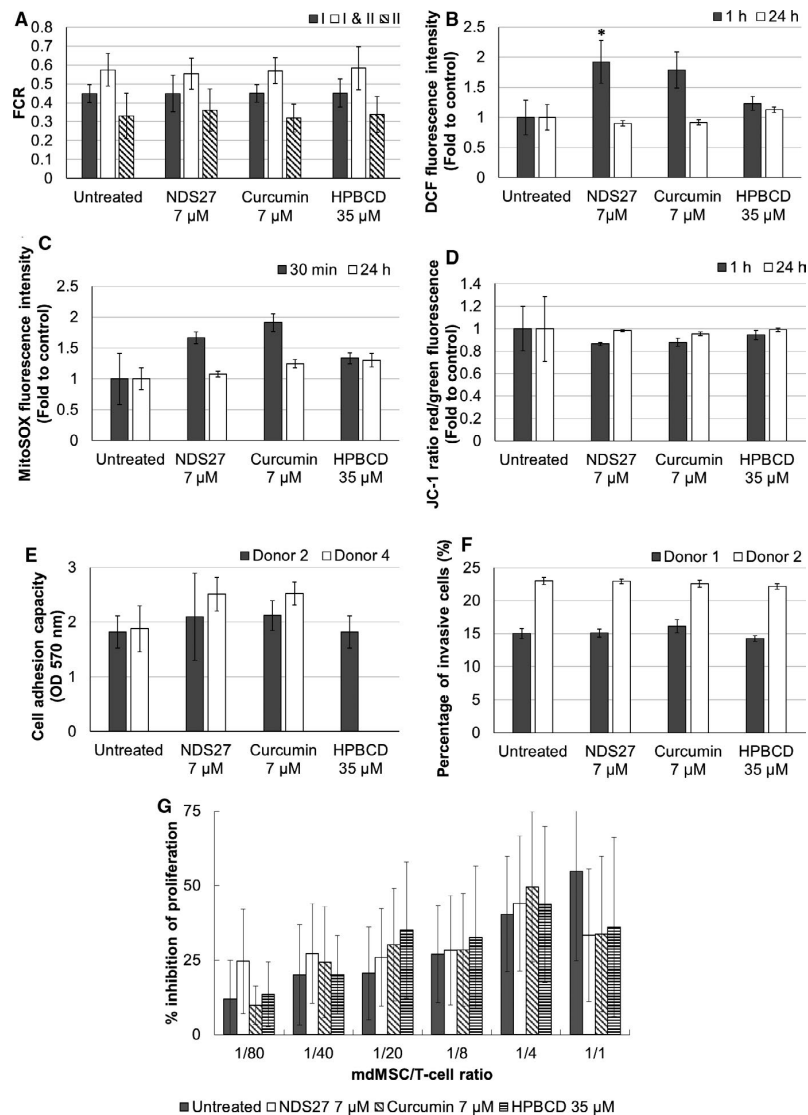 A
I I & II II
FCR
0.8
0.7
0.6
0.5
0.4
0.3
0.2
0.1
0
Untreated NDS27 Curcumin HPBCD
7 µM 7 µM 35 µM
B
1 h 24 h
DCF fluorescence intensity
(Fold to control)
2.5
2
1.5
1
0.5
0
*
Untreated NDS27 Curcumin HPBCD
7µM 7 µM 35 µM
C
30 min 24 h
MitoSOX fluorescence intensity
(Fold to control)
2.5
2
1.5
1
0.5
0
Untreated NDS27 Curcumin HPBCD
7 µM 7 µM 35 µM
D
1 h 24 h
JC-1 ratio red/green fluorescence
(Fold to control)
1.4
1.2
1
0.8
0.6
0.4
0.2
0
Untreated NDS27 Curcumin HPBCD
7 µM 7 µM 35 µM
E
Donor 2 Donor 4
Cell adhesion capacity
(OD 570 nm)
3
2
1
0
Untreated NDS27 Curcumin HPBCD
7 µM 7 µM 35 µM
F
Donor 1 Donor 2
Percentage of invasive cells (%)
25
20
15
10
5
0
Untreated NDS27 Curcumin HPBCD
7 µM 7 µM 35 µM
G
% inhibition of proliferation
75
50
25
0
1/80 1/40 1/20 1/8 1/4 1/1
mdMSC/T-cell ratio
Untreated NDS27 7 µM Curcumin 7 µM HPBCD 35 µM